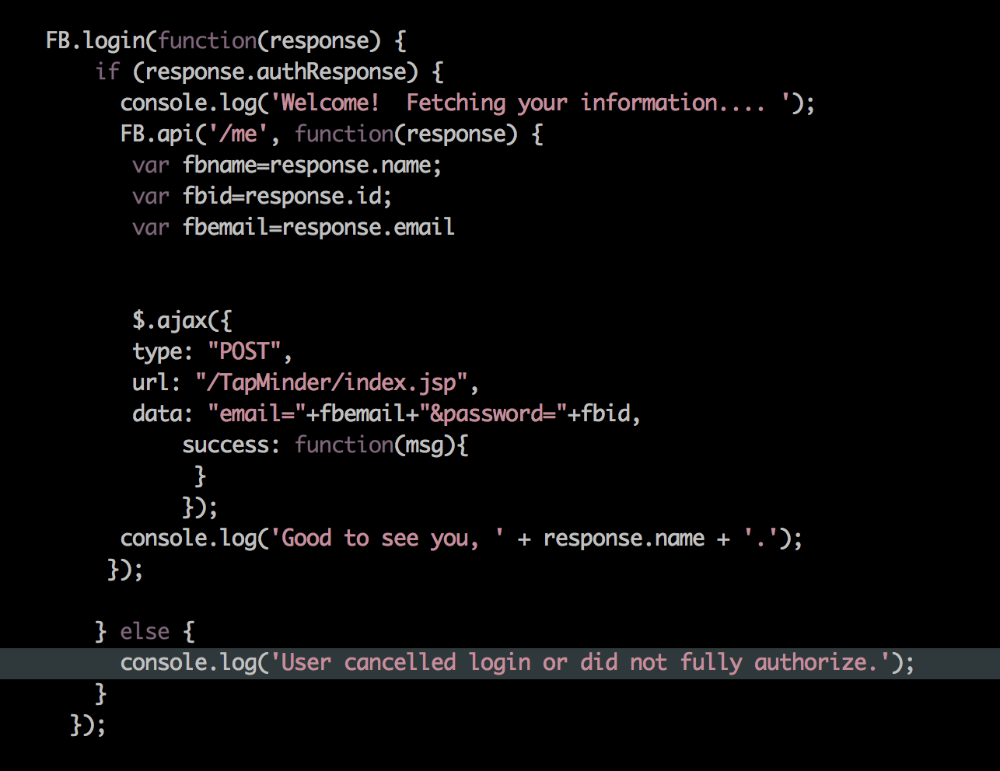 FB.login(function(response) {
if (response.authResponse) {
console.log('Welcome!  Fetching your information.... ');
FB.api('/me', function(response) {
var fbname=response.name;
var fbid=response.id;
var fbemail=response.email
$.ajax({
type: "POST",
url: "/TapMinder/index.jsp",
data: "email="+fbemail+"&password="+fbid,
success: function(msg){
}
});
console.log('Good to see you, ' + response.name + '.');
});
} else {
console.log('User cancelled login or did not fully authorize.');
}
});